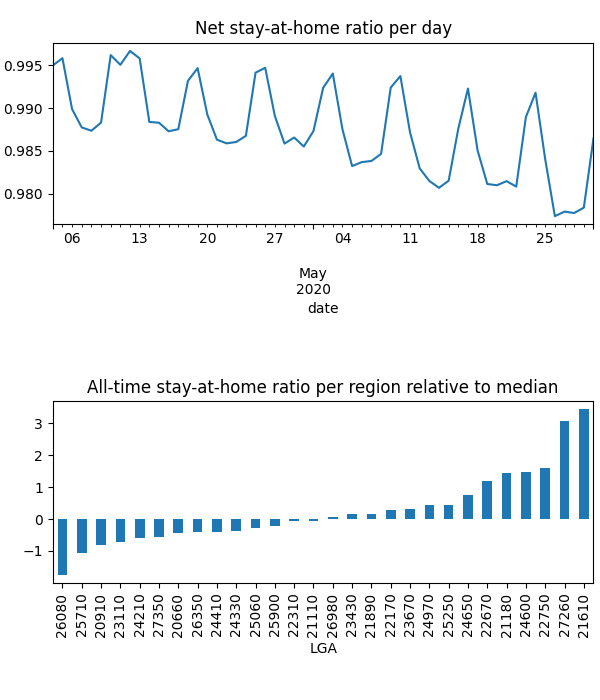 Net stay-at-home ratio per day
0.995
0.990
0.985
0.980
06 13 20 27 04 11 18 25
May
2020
date
All-time stay-at-home ratio per region relative to median
3
2
1
0
−1
26080 25710 20910 23110 24210 27350 20660 26350 24410 24330 25060 25900 22310 21110 26980 23430 21890 22170 23670 24970 25250 24650 22670 21180 24600 22750 27260 21610
LGA